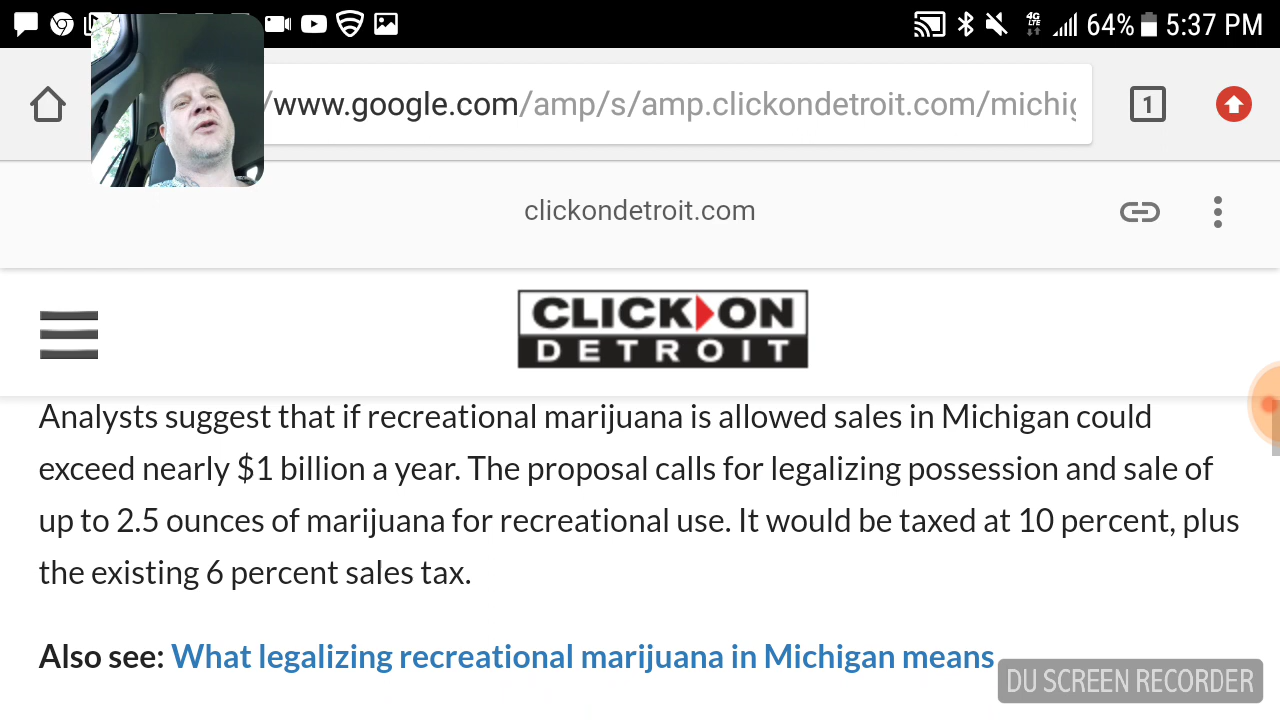 4G
LTE
64%
5:37 PM
/www.google.com/amp/s/amp.clickondetroit.com/michig
1
clickondetroit.com
CLICK ON
DETROIT
Analysts suggest that if recreational marijuana is allowed sales in Michigan could
exceed nearly $1 billion a year. The proposal calls for legalizing possession and sale of
up to 2.5 ounces of marijuana for recreational use. It would be taxed at 10 percent, plus
the existing 6 percent sales tax.
Also see: What legalizing recreational marijuana in Michigan means
DU SCREEN RECORDER